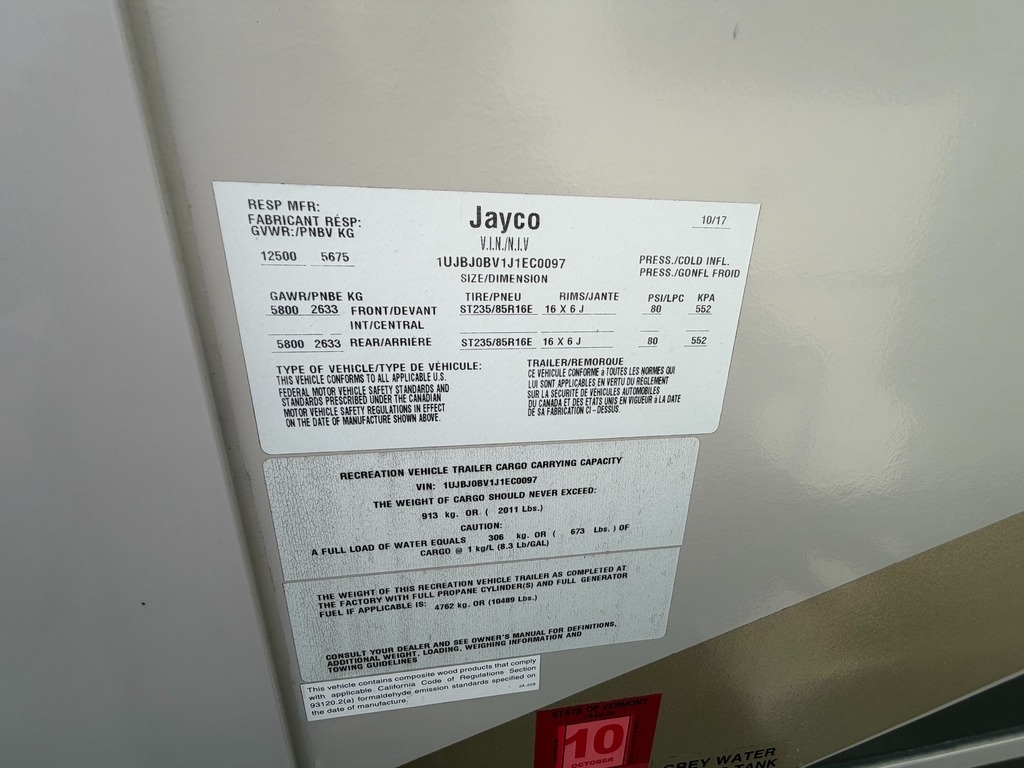 RESP MFR:
FABRICANT RÉSP:
GVWR:/PNBV KG
12500 5675
Jayco
V.I.N./N.I.V
1UJBJ0BV1J1EC0097
SIZE/DIMENSION
10/17
PRESS./COLD INFL.
PRESS./GONFL FROID
GAWR/PNBE KG TIRE/PNEU RIMS/JANTE PSI/LPC KPA
5800 2633 FRONT/DEVANT ST235/85R16E 16 X 6 J 80 552
INT/CENTRAL
5800 2633 REAR/ARRIÈRE ST235/85R16E 16 X 6 J 80 552
TYPE OF VEHICLE/TYPE DE VÉHICULE:
THIS VEHICLE CONFORMS TO ALL APPLICABLE U.S.
FEDERAL MOTOR VEHICLE SAFETY STANDARDS AND
STANDARDS PRESCRIBED UNDER THE CANADIAN
MOTOR VEHICLE SAFETY REGULATIONS IN EFFECT
ON THE DATE OF MANUFACTURE SHOWN ABOVE.
TRAILER/REMORQUE
CE VÉHICULE CONFORME à TOUTES LES NORMES QUI
LUI SONT APPLICABLES EN VERTU DU RÈGLEMENT
SUR LA SÉCURITÉ DE VÉHICULES AUTOMOBILES
DU CANADA ET DES ÉTATS UNIS EN VIGUEUR à LA DATE
DE SA FABRICATION CI-DESSUS.
RECREATION VEHICLE TRAILER CARGO CARRYING CAPACITY
VIN: 1UJBJ0BV1J1EC0097
THE WEIGHT OF CARGO SHOULD NEVER EXCEED:
913 kg. OR ( 2011 Lbs.)
CAUTION:
A FULL LOAD OF WATER EQUALS 306 kg. OR ( 673 Lbs. ) OF
CARGO @ 1 kg/L (8.3 Lb/GAL)
THE WEIGHT OF THIS RECREATION VEHICLE TRAILER AS COMPLETED AT
THE FACTORY WITH FULL PROPANE CYLINDER(S) AND FULL GENERATOR
FUEL IF APPLICABLE IS: 4762 kg. OR (10489 Lbs.)
CONSULT YOUR DEALER AND SEE OWNER'S MANUAL FOR DEFINITIONS,
ADDITIONAL WEIGHT, LOADING, WEIGHING INFORMATION AND
TOWING GUIDELINES
This vehicle contains composite wood products that comply
with applicable California Code of Regulations Section
93120.2(a) formaldehyde emission standards specified on
the date of manufacture.
STATE OF VERMONT
10
OCTOBER
GREY WATER
TANK